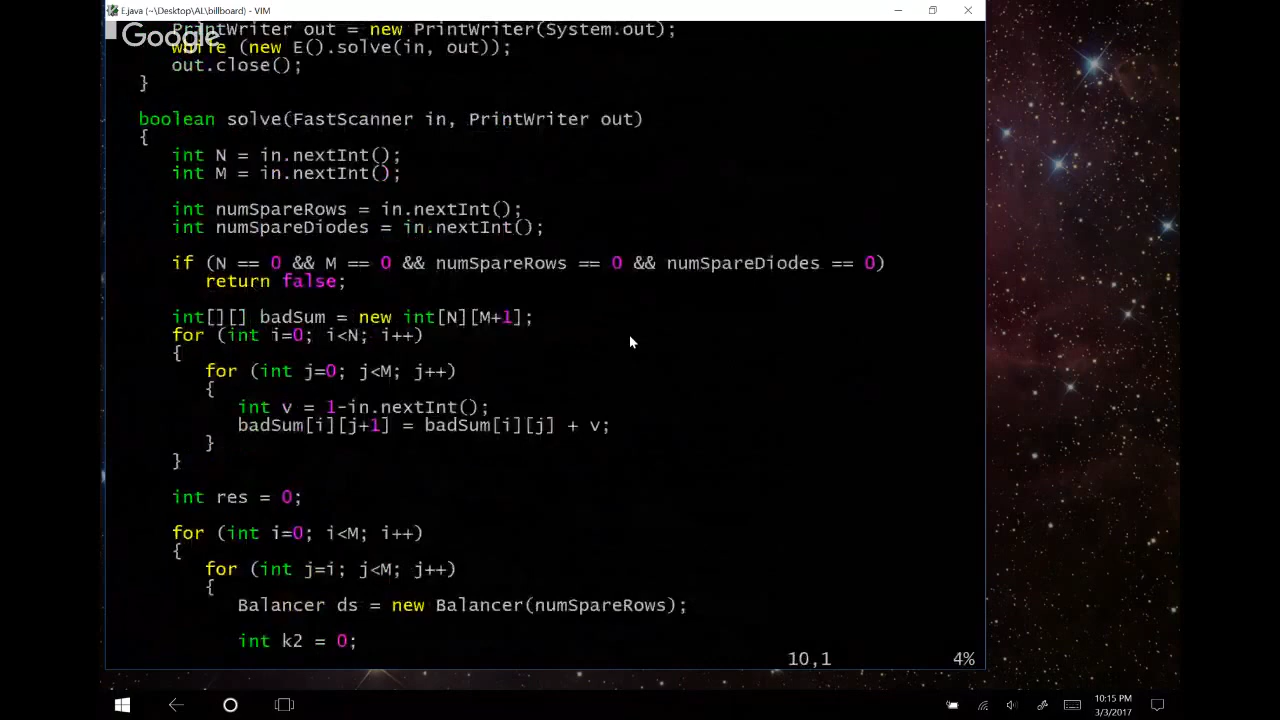 E.java (~\Desktop\AL\billboard) - VIM
Google
PrintWriter out = new PrintWriter(System.out);
while (new E().solve(in, out));
out.close();
}
boolean solve(FastScanner in, PrintWriter out)
{
int N = in.nextInt();
int M = in.nextInt();
int numSpareRows = in.nextInt();
int numSpareDiodes = in.nextInt();
if (N == 0 && M == 0 && numSpareRows == 0 && numSpareDiodes == 0)
return false;
int[][] badSum = new int[N][M+1];
for (int i=0; i<N; i++)
{
for (int j=0; j<M; j++)
{
int v = 1-in.nextInt();
badSum[i][j+1] = badSum[i][j] + v;
}
}
int res = 0;
for (int i=0; i<M; i++)
{
for (int j=i; j<M; j++)
{
Balancer ds = new Balancer(numSpareRows);
int k2 = 0;
10,1 4%
10:15 PM
3/3/2017